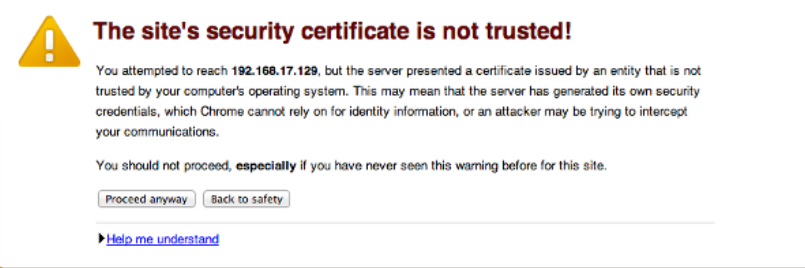 The site's security certificate is not trusted!
You attempted to reach 192.168.17.129, but the server presented a certificate issued by an entity that is not
trusted by your computer's operating system. This may mean that the server has generated its own security
credentials, which Chrome cannot rely on for identity information, or an attacker may be trying to intercept
your communications.
You should not proceed, especially if you have never seen this warning before for this site.
Proceed anyway Back to safety
Help me understand